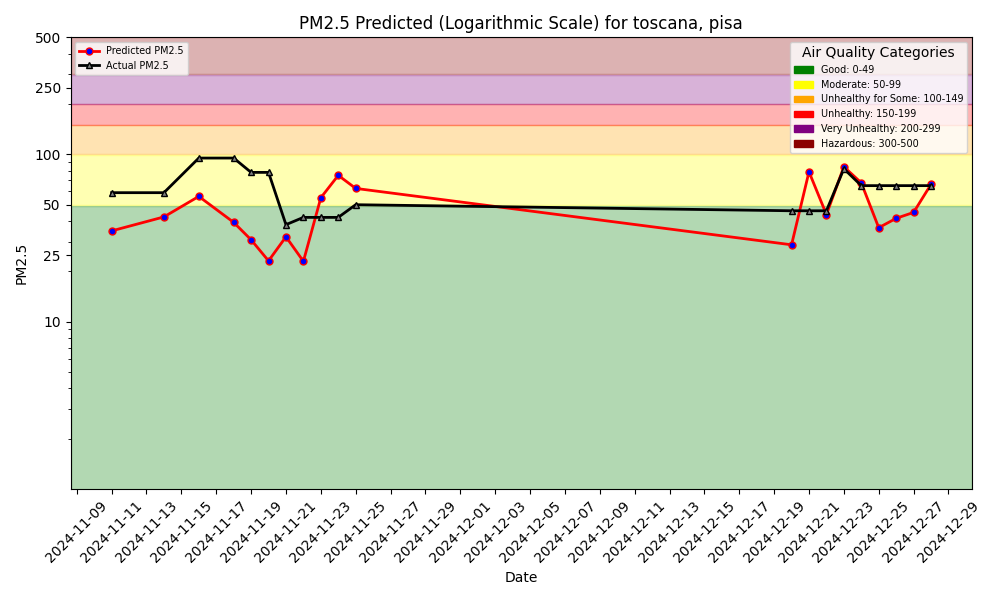 PM2.5 Predicted (Logarithmic Scale) for toscana, pisa
Predicted PM2.5
Actual PM2.5
Air Quality Categories
Good: 0-49
Moderate: 50-99
Unhealthy for Some: 100-149
Unhealthy: 150-199
Very Unhealthy: 200-299
Hazardous: 300-500
500
250
100
50
25
10
PM2.5
2024-11-09
2024-11-11
2024-11-13
2024-11-15
2024-11-17
2024-11-19
2024-11-21
2024-11-23
2024-11-25
2024-11-27
2024-11-29
2024-12-01
2024-12-03
2024-12-05
2024-12-07
2024-12-09
2024-12-11
2024-12-13
2024-12-15
2024-12-17
2024-12-19
2024-12-21
2024-12-23
2024-12-25
2024-12-27
2024-12-29
Date